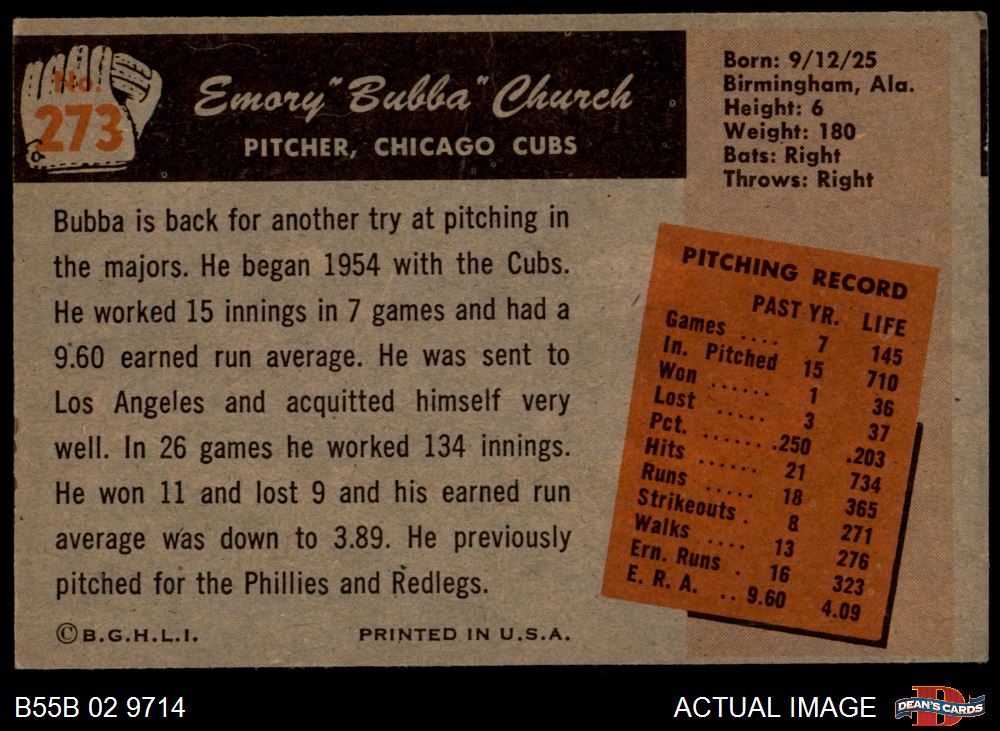 No.
273
Emory "Bubba" Church
PITCHER, CHICAGO CUBS
Born: 9/12/25
Birmingham, Ala.
Height: 6
Weight: 180
Bats: Right
Throws: Right
Bubba is back for another try at pitching in
the majors. He began 1954 with the Cubs.
He worked 15 innings in 7 games and had a
9.60 earned run average. He was sent to
Los Angeles and acquitted himself very
well. In 26 games he worked 134 innings.
He won 11 and lost 9 and his earned run
average was down to 3.89. He previously
pitched for the Phillies and Redlegs.
©B.G.H.L.I. PRINTED IN U.S.A.
PITCHING RECORD
PAST YR. LIFE
Games .... 7 145
In. Pitched 15 710
Won ...... 1 36
Lost ..... 3 37
Pct. ...... .250 .203
Hits ...... 21 734
Runs ..... 18 365
Strikeouts . 8 271
Walks .... 13 276
Ern. Runs . 16 323
E. R. A. .. 9.60 4.09
B55B 02 9714
ACTUAL IMAGE
DEAN'S CARDS